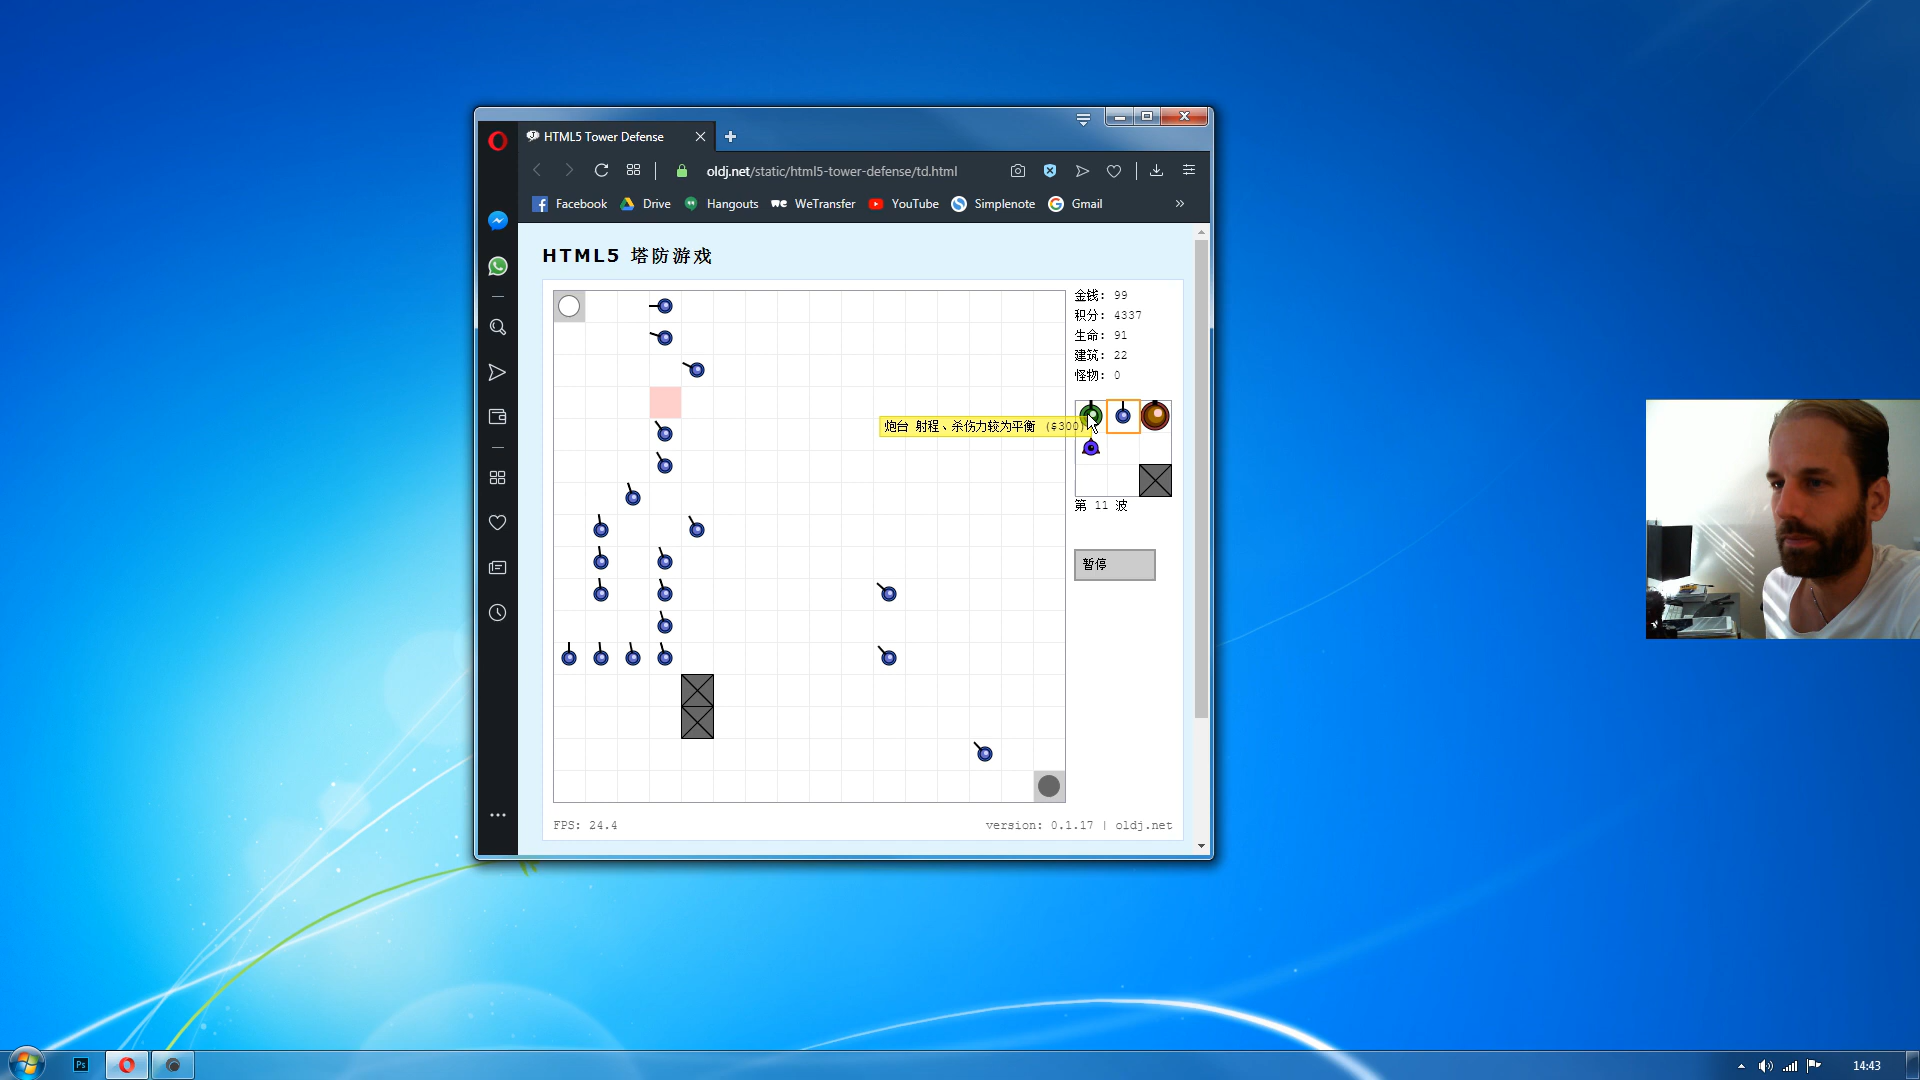 HTML5 Tower Defense
oldj.net/static/html5-tower-defense/td.html
Facebook Drive Hangouts WeTransfer YouTube Simplenote Gmail »
HTML5 塔防游戏
金钱: 99
积分: 4337
生命: 91
建筑: 22
怪物: 0
炮台 射程、杀伤力较为平衡 ($300)
第 11 波
暂停
FPS: 24.4
version: 0.1.17 | oldj.net
Ps
14:43